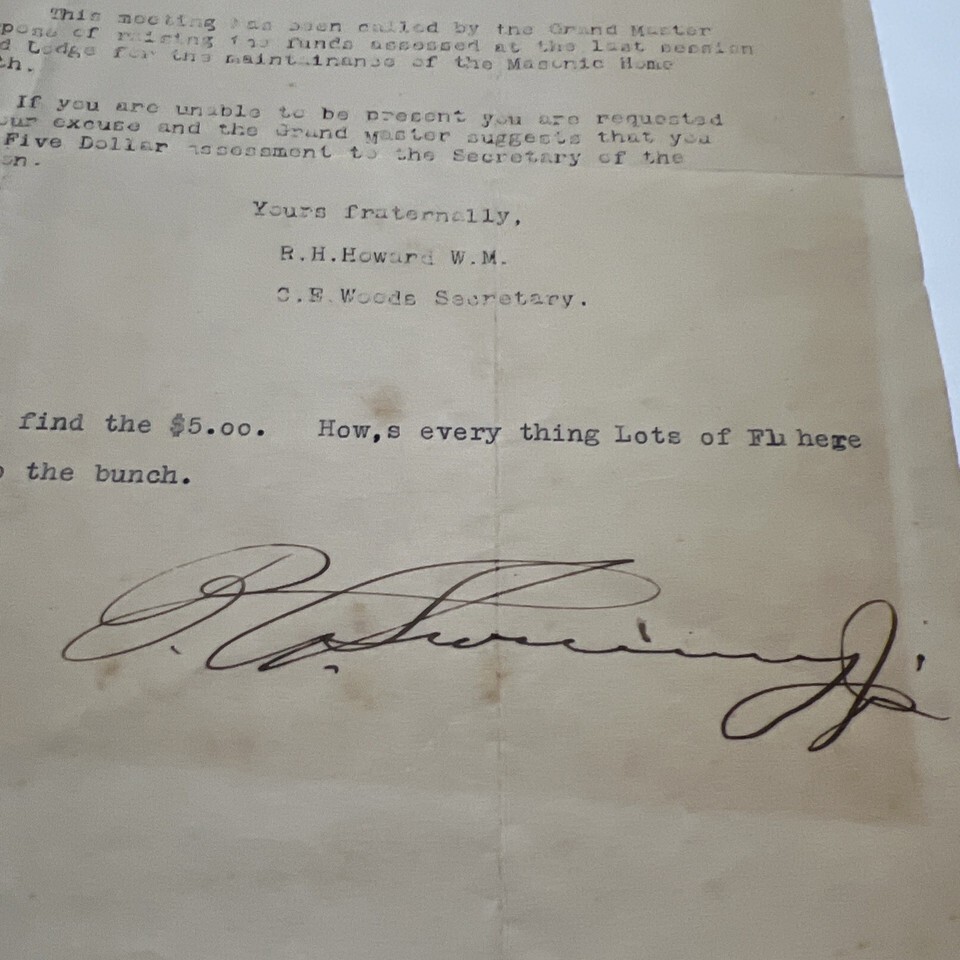 This meeting has been called by the Grand Master
pose of raising the funds assessed at the last session
d Lodge for the maintainance of the Masonic Home
th.
If you are unable to be present you are requested
our excuse and the Grand Master suggests that you
Five Dollar assessment to the Secretary of the
on.
Yours fraternally,
R.H.Howard W.M.
C.E.Woods Secretary.
find the $5.oo. How,s every thing Lots of Flu here
o the bunch.
Jr.